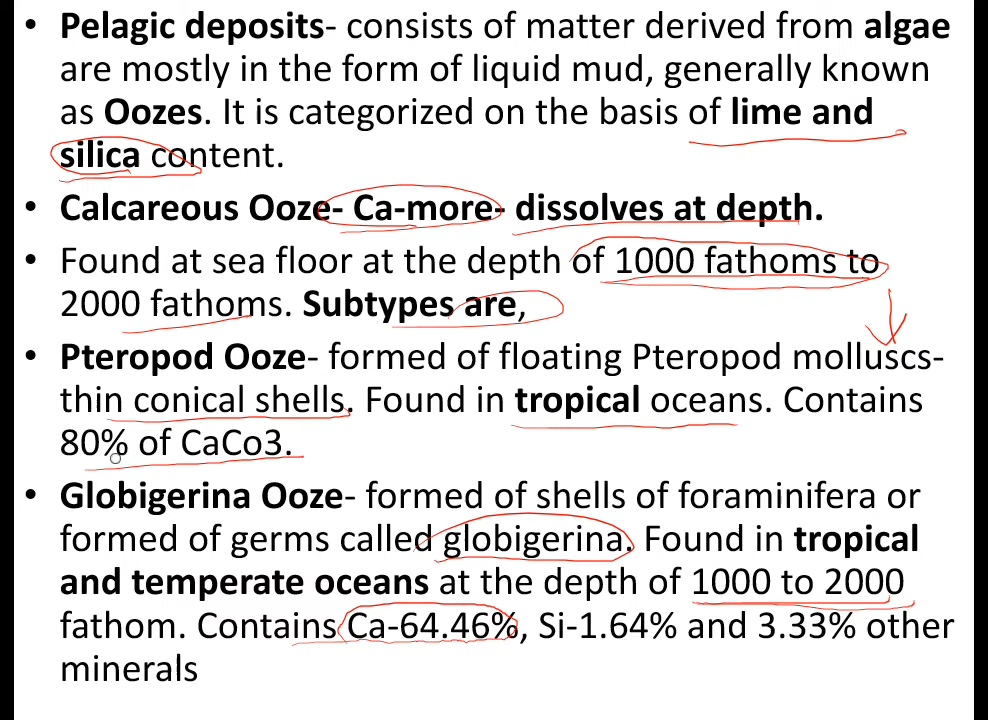 • Pelagic deposits- consists of matter derived from algae
are mostly in the form of liquid mud, generally known
as Oozes. It is categorized on the basis of lime and
silica content.
• Calcareous Ooze- Ca-more- dissolves at depth.
• Found at sea floor at the depth of 1000 fathoms to
2000 fathoms. Subtypes are,
• Pteropod Ooze- formed of floating Pteropod molluscs-
thin conical shells. Found in tropical oceans. Contains
80% of CaCo3.
• Globigerina Ooze- formed of shells of foraminifera or
formed of germs called globigerina. Found in tropical
and temperate oceans at the depth of 1000 to 2000
fathom. Contains Ca-64.46%, Si-1.64% and 3.33% other
minerals